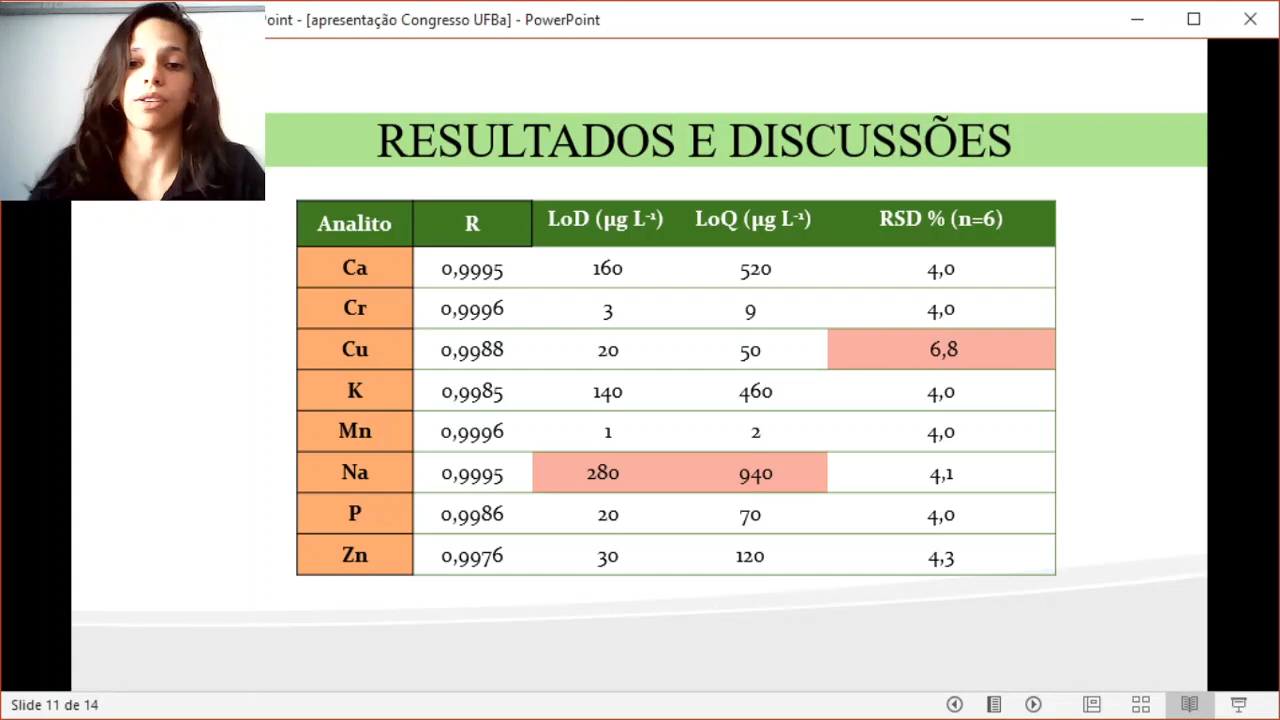 oint - [apresentação Congresso UFBa] - PowerPoint
RESULTADOS E DISCUSSÕES
Analito R LoD (µg L⁻¹) LoQ (µg L⁻¹) RSD % (n=6)
Ca 0,9995 160 520 4,0
Cr 0,9996 3 9 4,0
Cu 0,9988 20 50 6,8
K 0,9985 140 460 4,0
Mn 0,9996 1 2 4,0
Na 0,9995 280 940 4,1
P 0,9986 20 70 4,0
Zn 0,9976 30 120 4,3
Slide 11 de 14